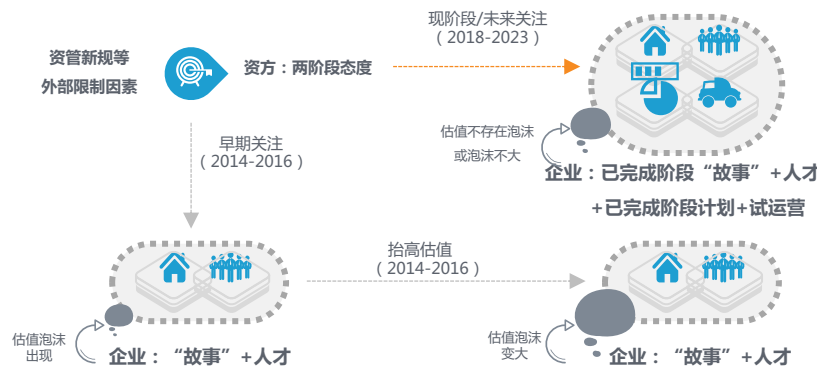 现阶段/未来关注
（2018-2023）
资管新规等
外部限制因素
资方：两阶段态度
估值不存在泡沫
或泡沫不大
早期关注
（2014-2016）
企业：已完成阶段“故事”+人才
+已完成阶段计划+试运营
抬高估值
（2014-2016）
估值泡沫
出现
企业：“故事”+人才
估值泡沫
变大
企业：“故事”+人才